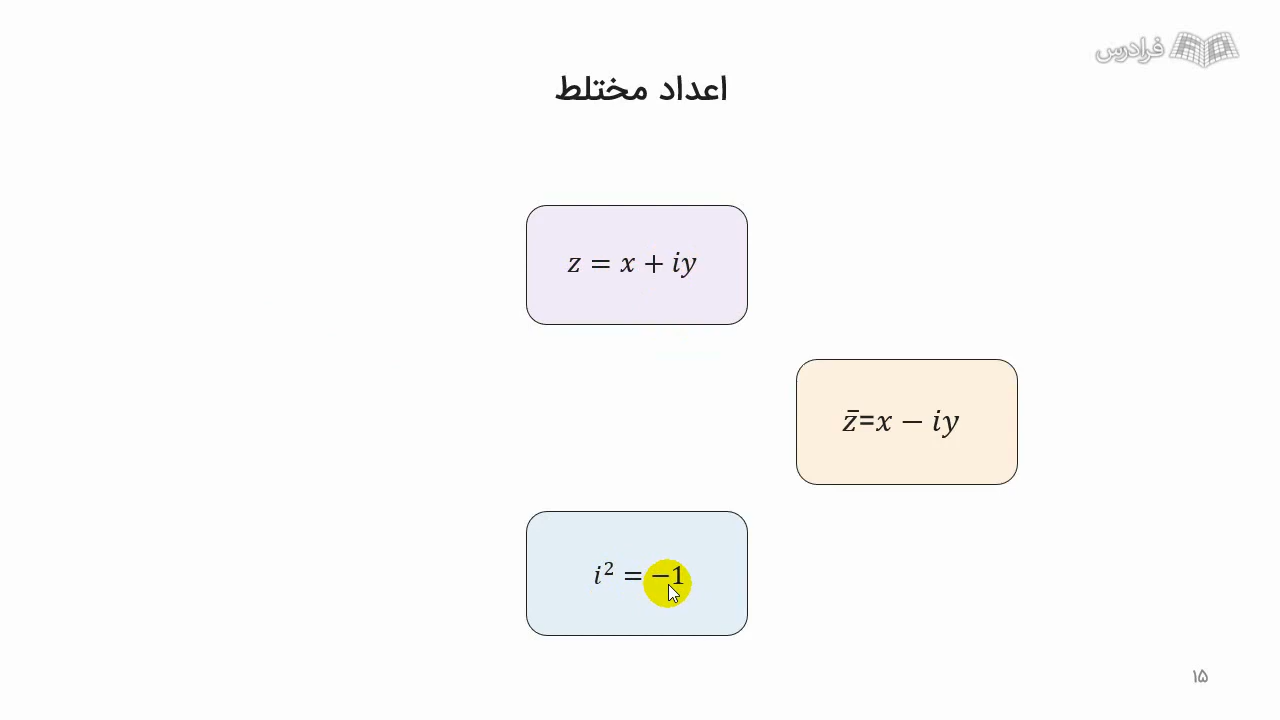 فرادرس
اعداد مختلط
z = x + iy
z̄=x − iy
i² = −1
۱۵